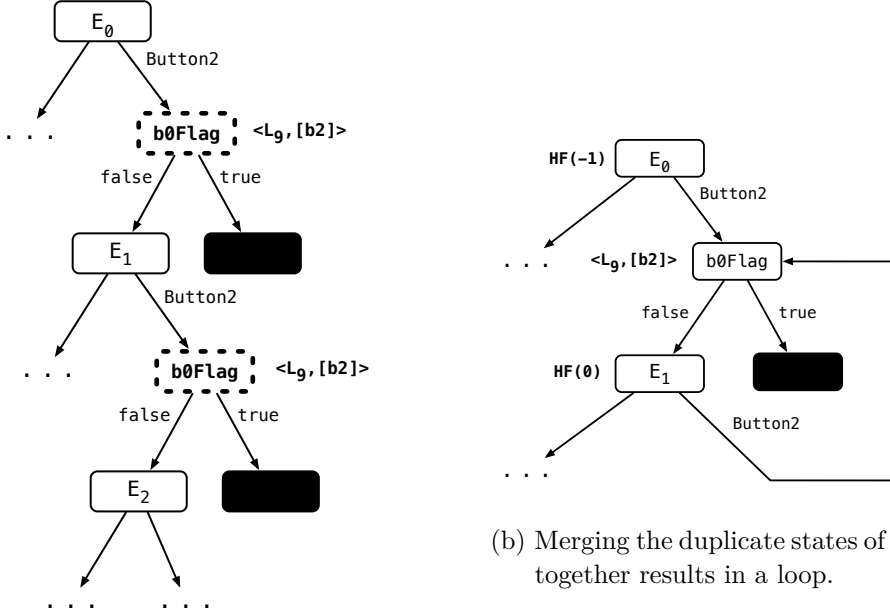 E0
Button2
. . .
b0Flag
<L9,[b2]>
false
true
E1
Button2
. . .
b0Flag
<L9,[b2]>
false
true
E2
. . .
. . .
HF(−1)
E0
Button2
. . .
<L9,[b2]>
b0Flag
false
true
HF(0)
E1
Button2
. . .
(b) Merging the duplicate states of
together results in a loop.